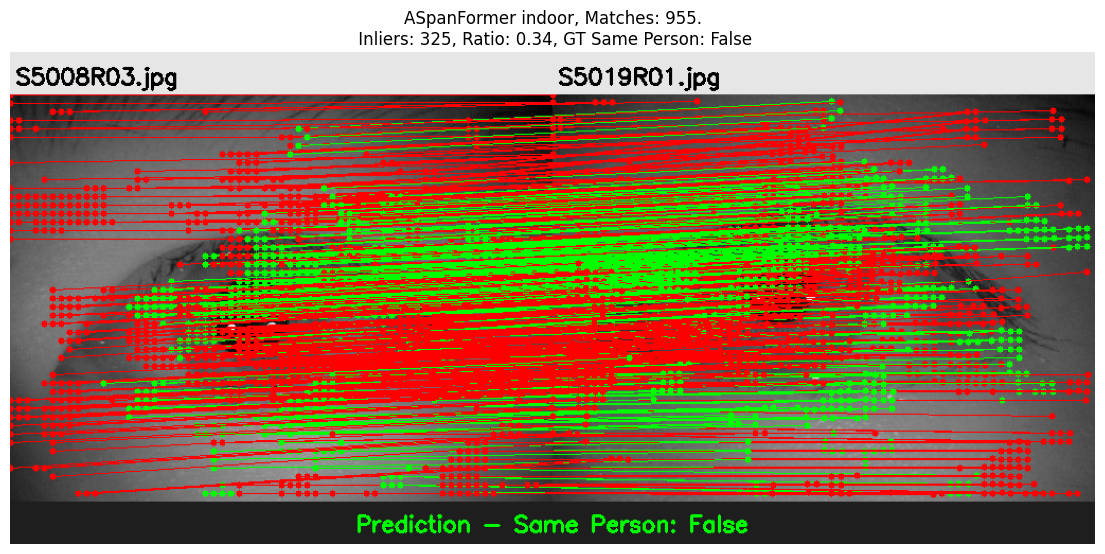 ASpanFormer indoor, Matches: 955.
Inliers: 325, Ratio: 0.34, GT Same Person: False
S5008R03.jpg
S5019R01.jpg
Prediction - Same Person: False